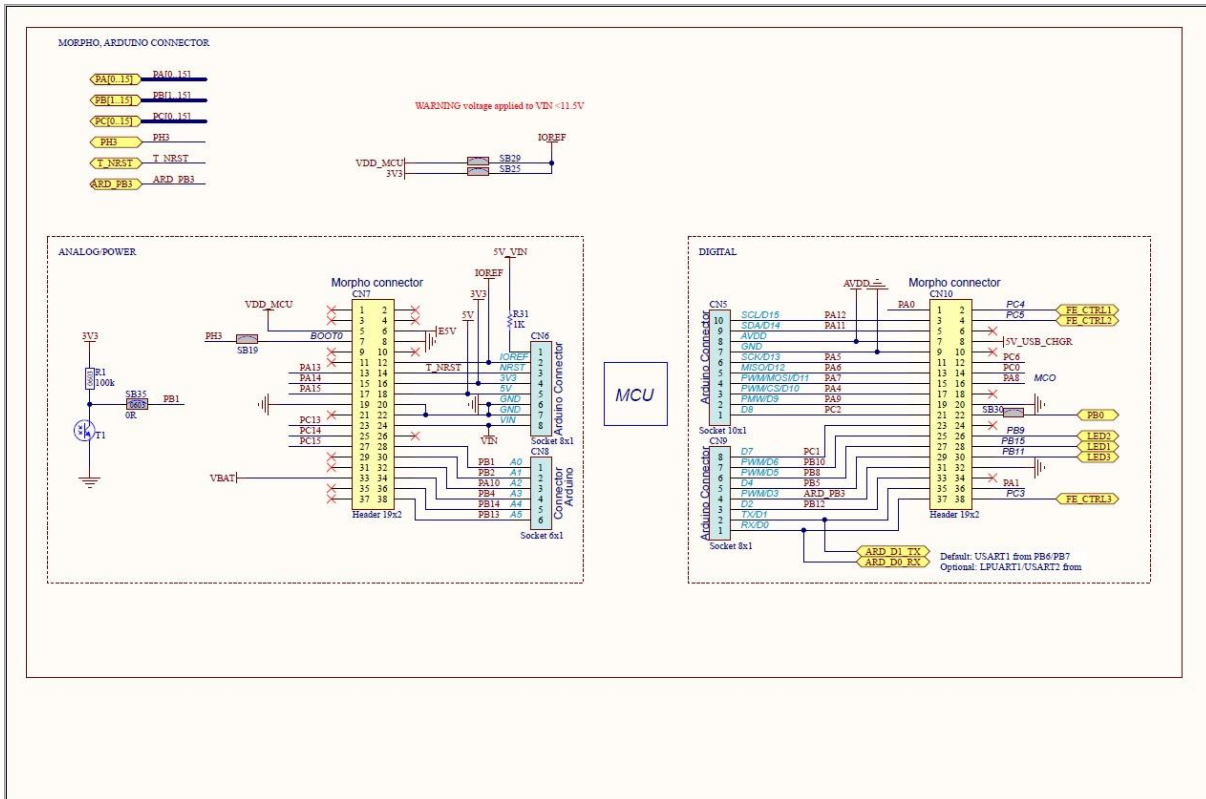 MORPHO, ARDUINO CONNECTOR
PA[0..15] PA[0..15]
PB[1..15] PB[1..15]
PC[0..15] PC[0..15]
PH3 PH3
T_NRST T_NRST
ARD_PB3 ARD_PB3
WARNING voltage applied to VIN <11.5V
IOREF
VDD_MCU SB29
3V3 SB25
ANALOG/POWER
5V_VIN
IOREF
Morpho connector
CN7
3V3
VDD_MCU
5V
R31
1K
CN6
1 2
3 4
5 6
7 8
9 10
11 12
13 14
15 16
17 18
19 20
21 22
23 24
25 26
27 28
29 30
31 32
33 34
35 36
37 38
Header 19x2
PH3 BOOT0
SB19
E5V
PA13
PA14
PA15
PC13
PC14
PC15
VBAT
T_NRST
VIN
3V3
R1
0603
100k
SB35
0603
0R
PB1
T1
1 Arduino Connector
IOREF 2
NRST 3
3V3 4
5V 5
GND 6
GND 7
VIN 8
Socket 8x1
CN8
Connector
Arduino
PB1 A0 1
PB2 A1 2
PA10 A2 3
PB4 A3 4
PB14 A4 5
PB13 A5 6
Socket 6x1
MCU
DIGITAL
AVDD
Morpho connector
CN10
CN5
Arduino Connector
10 SCL/D15 PA12
9 SDA/D14 PA11
8 AVDD
7 GND
6 SCK/D13 PA5
5 MISO/D12 PA6
4 PWM/MOSI/D11 PA7
3 PWM/CS/D10 PA4
2 PMW/D9 PA9
1 D8 PC2
Socket 10x1
CN9
Arduino Connector
8 D7 PC1
7 PWM/D6 PB10
6 PWM/D5 PB8
5 D4 PB5
4 PWM/D3 ARD_PB3
3 D2 PB12
2 TX/D1
1 RX/D0
Socket 8x1
PA0
1 2 PC4 FE_CTRL1
3 4 PC5 FE_CTRL2
5 6
7 8 5V_USB_CHGR
9 10
11 12 PC6
13 14 PC0
15 16 PA8 MCO
17 18
19 20
21 22 SB30 PB0
23 24
25 26 PB9 LED2
27 28 PB15 LED1
29 30 PB11 LED3
31 32
33 34
35 36 PA1
37 38 PC3 FE_CTRL3
Header 19x2
ARD_D1_TX
ARD_D0_RX
Default: USART1 from PB6/PB7
Optional: LPUART1/USART2 from